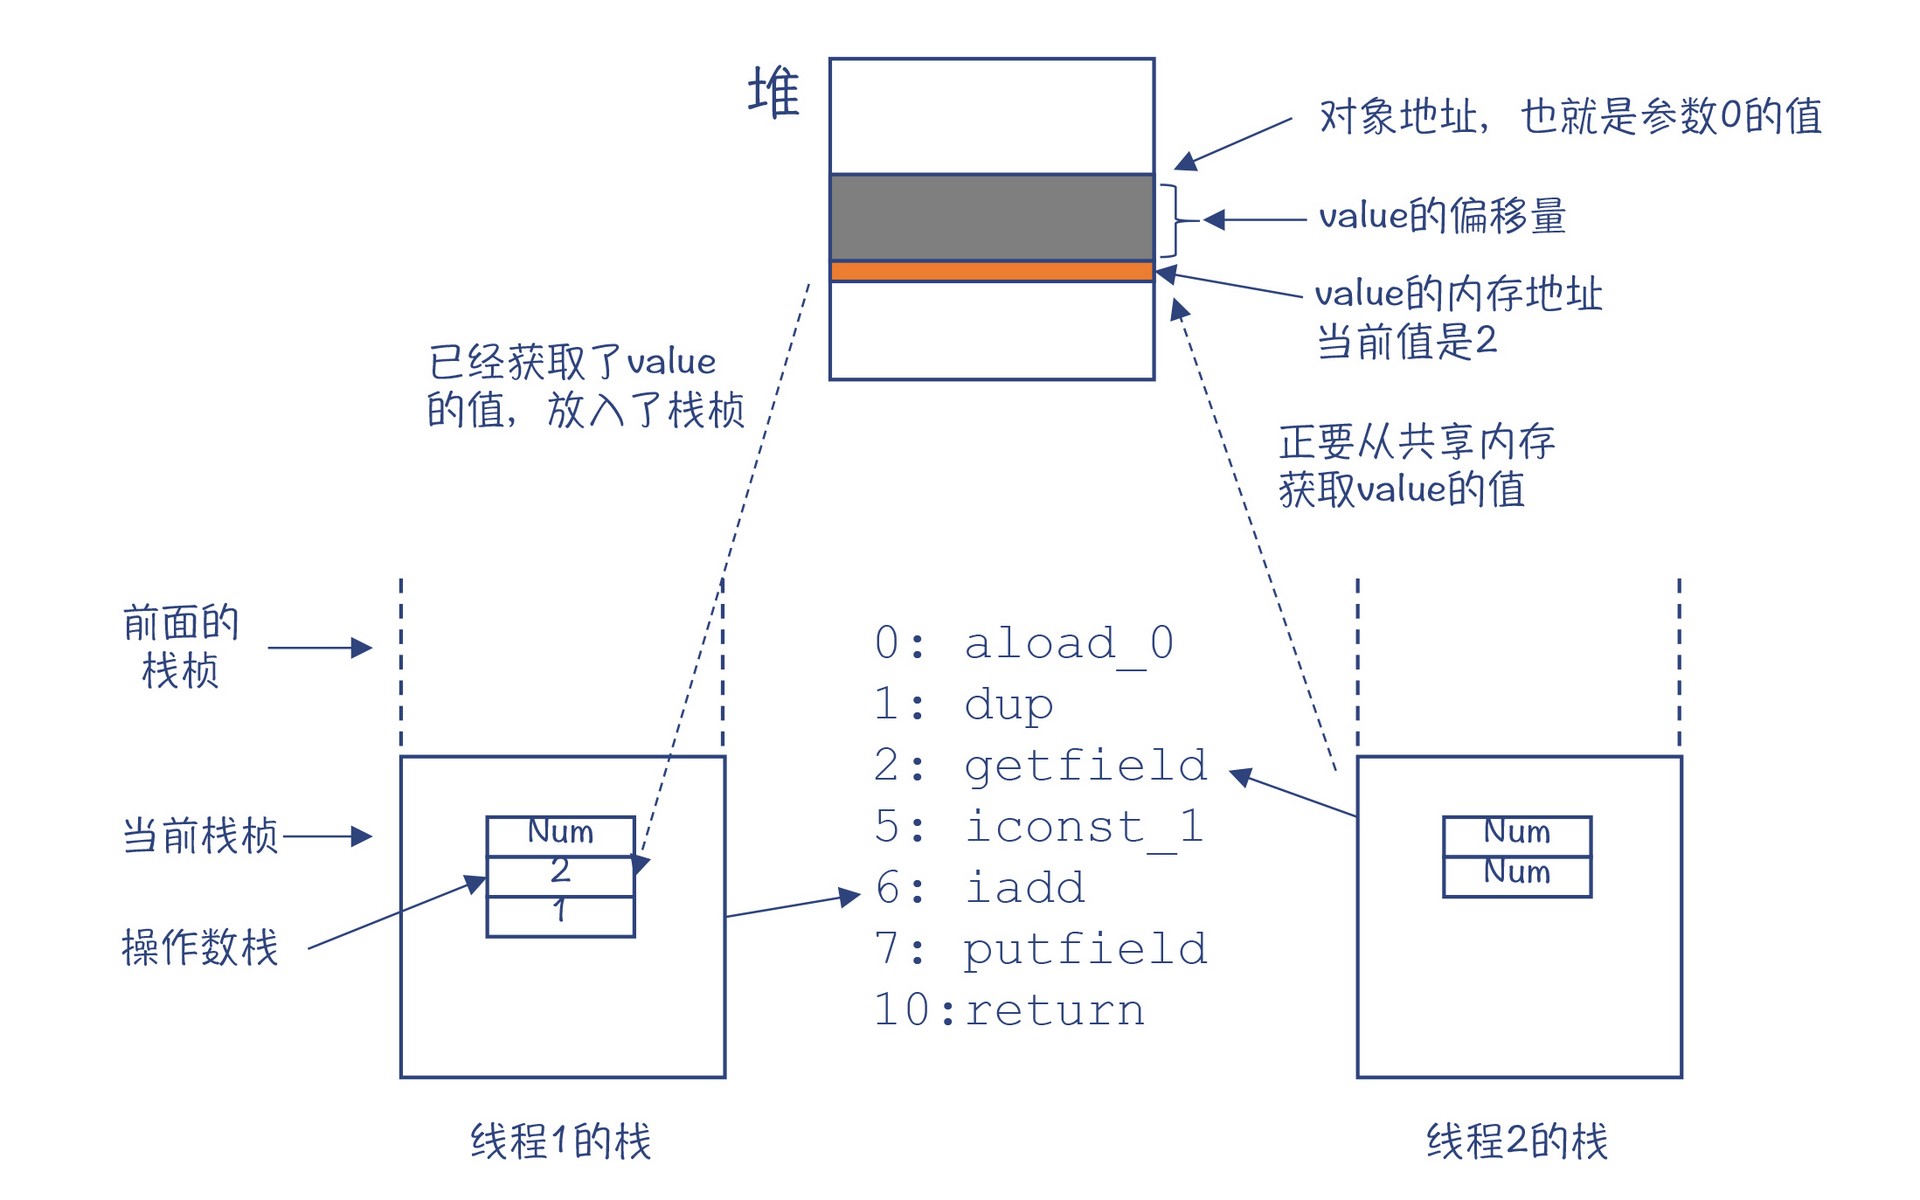 堆
对象地址，也就是参数0的值
value的偏移量
value的内存地址
当前值是2
已经获取了value
的值，放入了栈桢
正要从共享内存
获取value的值
前面的
栈桢
当前栈桢
操作数栈
Num
2
1
0: aload_0
1: dup
2: getfield
5: iconst_1
6: iadd
7: putfield
10:return
Num
Num
线程1的栈
线程2的栈